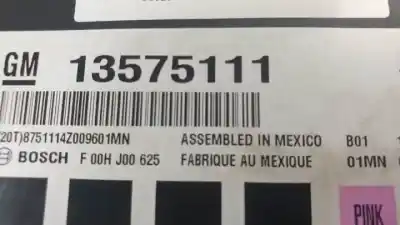 GM 13575111
(20T)8751114Z009601MN ASSEMBLED IN MEXICO B01
BOSCH F 00H J00 625 FABRIQUE AU MEXIQUE 01MN
PINK